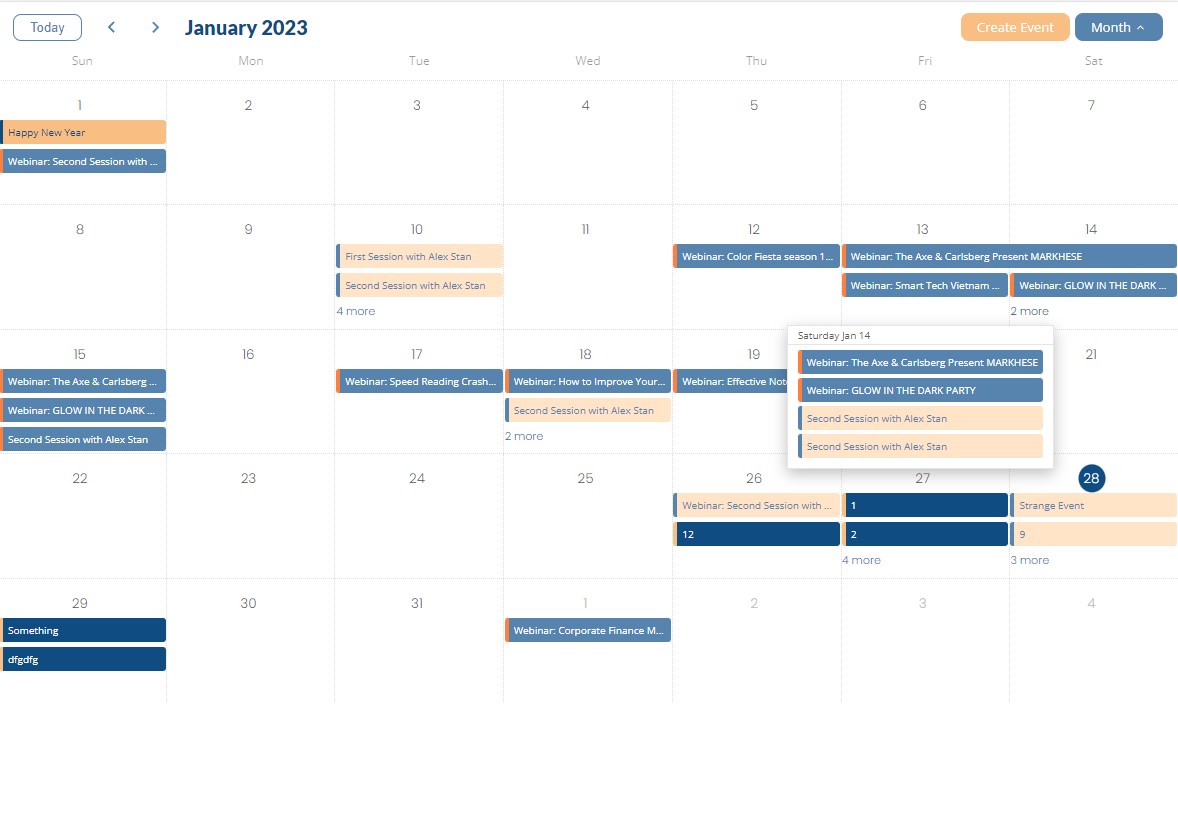 Today
January 2023
Create Event
Month
Sun Mon Tue Wed Thu Fri Sat
1 2 3 4 5 6 7
Happy New Year
Webinar: Second Session with ...
8 9 10 11 12 13 14
First Session with Alex Stan Webinar: Color Fiesta season 1... Webinar: The Axe & Carlsberg Present MARKHESE
Second Session with Alex Stan Webinar: Smart Tech Vietnam ... Webinar: GLOW IN THE DARK ...
4 more 2 more
Saturday Jan 14
Webinar: The Axe & Carlsberg Present MARKHESE
Webinar: GLOW IN THE DARK PARTY
Second Session with Alex Stan
Second Session with Alex Stan
15 16 17 18 19 21
Webinar: The Axe & Carlsberg ... Webinar: Speed Reading Crash... Webinar: How to Improve Your... Webinar: Effective
Webinar: GLOW IN THE DARK ... Second Session with Alex Stan
Second Session with Alex Stan 2 more
22 23 24 25 26 27 28
Webinar: Second Session with ... 1 Strange Event
12 2 9
4 more 3 more
29 30 31 1 2 3 4
Something Webinar: Corporate Finance M...
dfgdfg